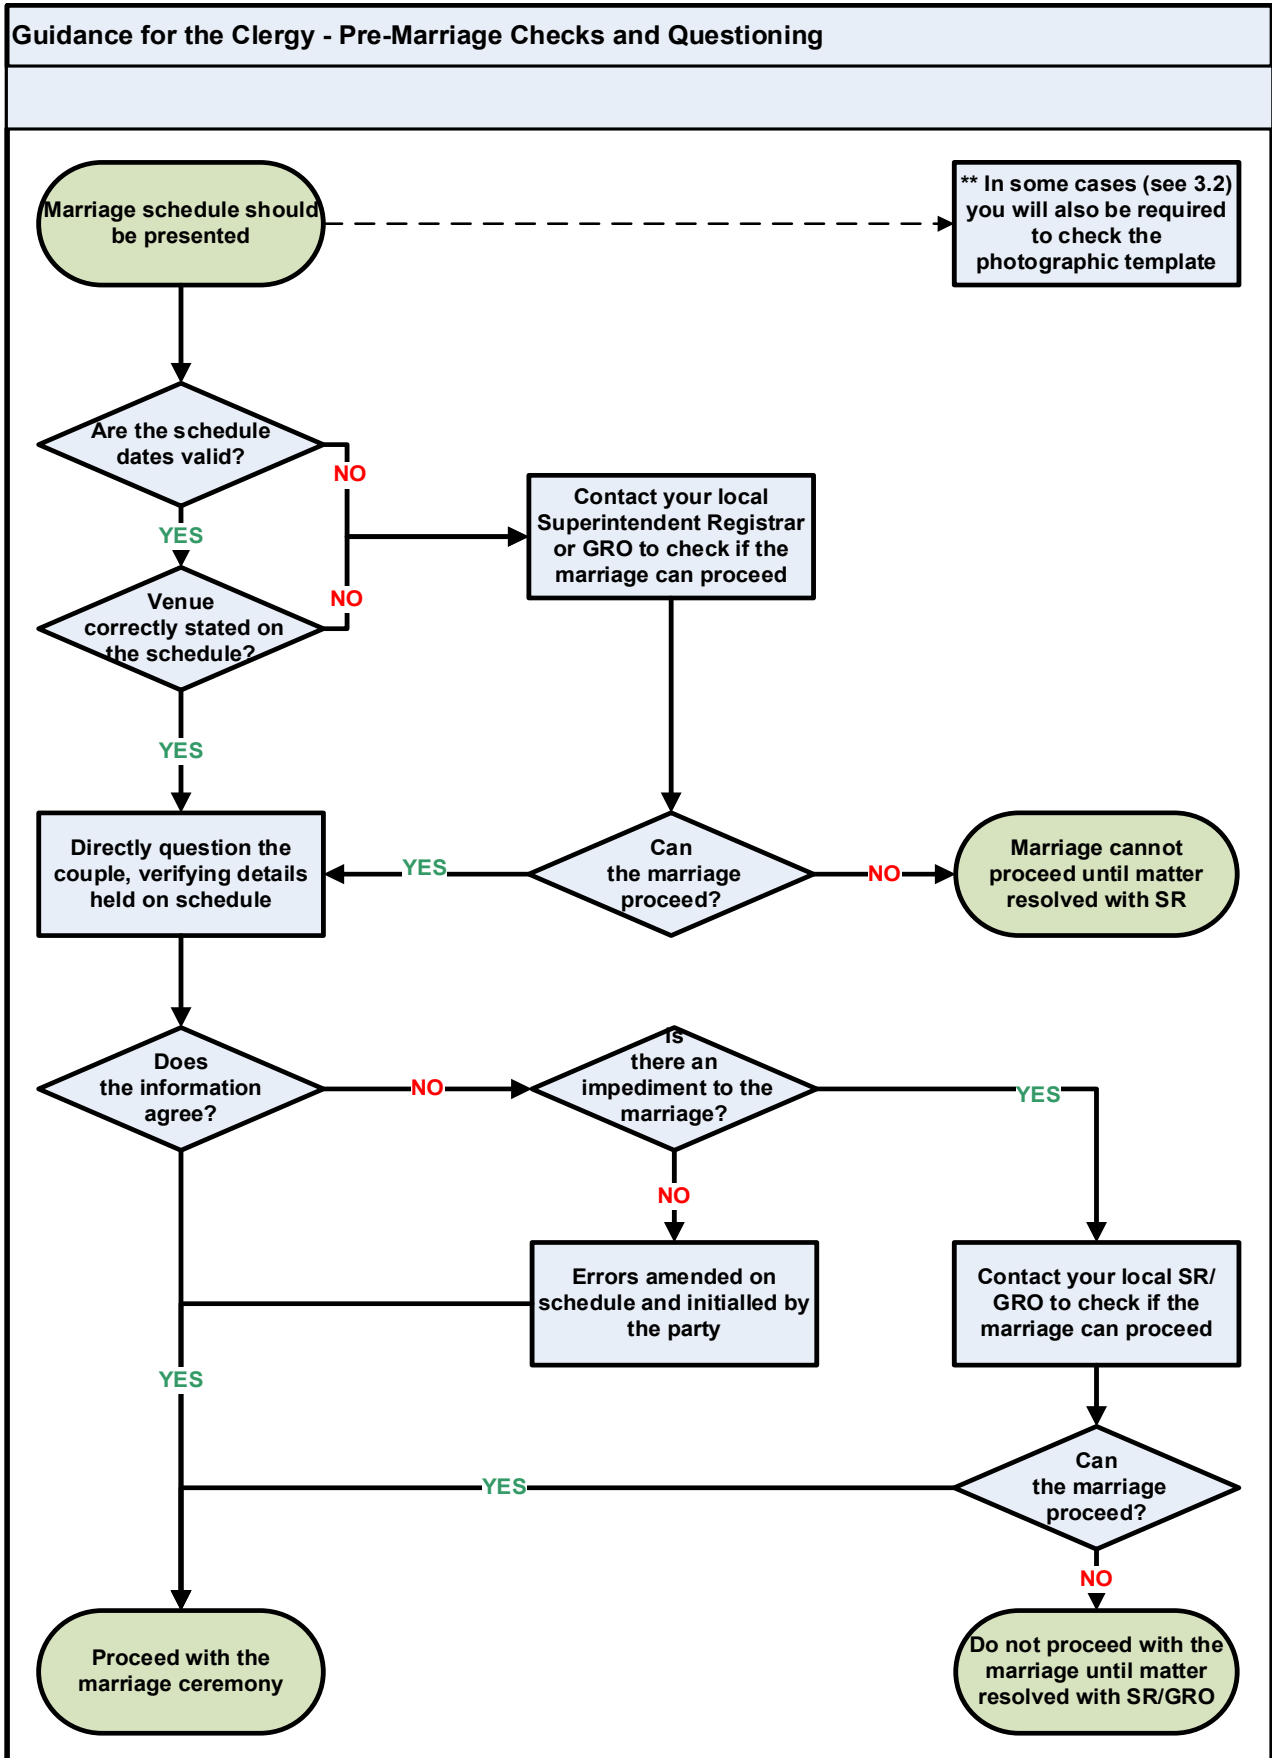 Guidance for the Clergy - Pre-Marriage Checks and Questioning
Marriage schedule should
be presented
** In some cases (see 3.2)
you will also be required
to check the
photographic template
Are the schedule
dates valid?
NO
YES
Contact your local
Superintendent Registrar
or GRO to check if the
marriage can proceed
Venue
correctly stated on
the schedule?
NO
YES
Directly question the
couple, verifying details
held on schedule
YES
Can
the marriage
proceed?
NO
Marriage cannot
proceed until matter
resolved with SR
Does
the information
agree?
NO
Is
there an
impediment to the
marriage?
YES
NO
Errors amended on
schedule and initialled by
the party
Contact your local SR/
GRO to check if the
marriage can proceed
YES
YES
Can
the marriage
proceed?
NO
Proceed with the
marriage ceremony
Do not proceed with the
marriage until matter
resolved with SR/GRO